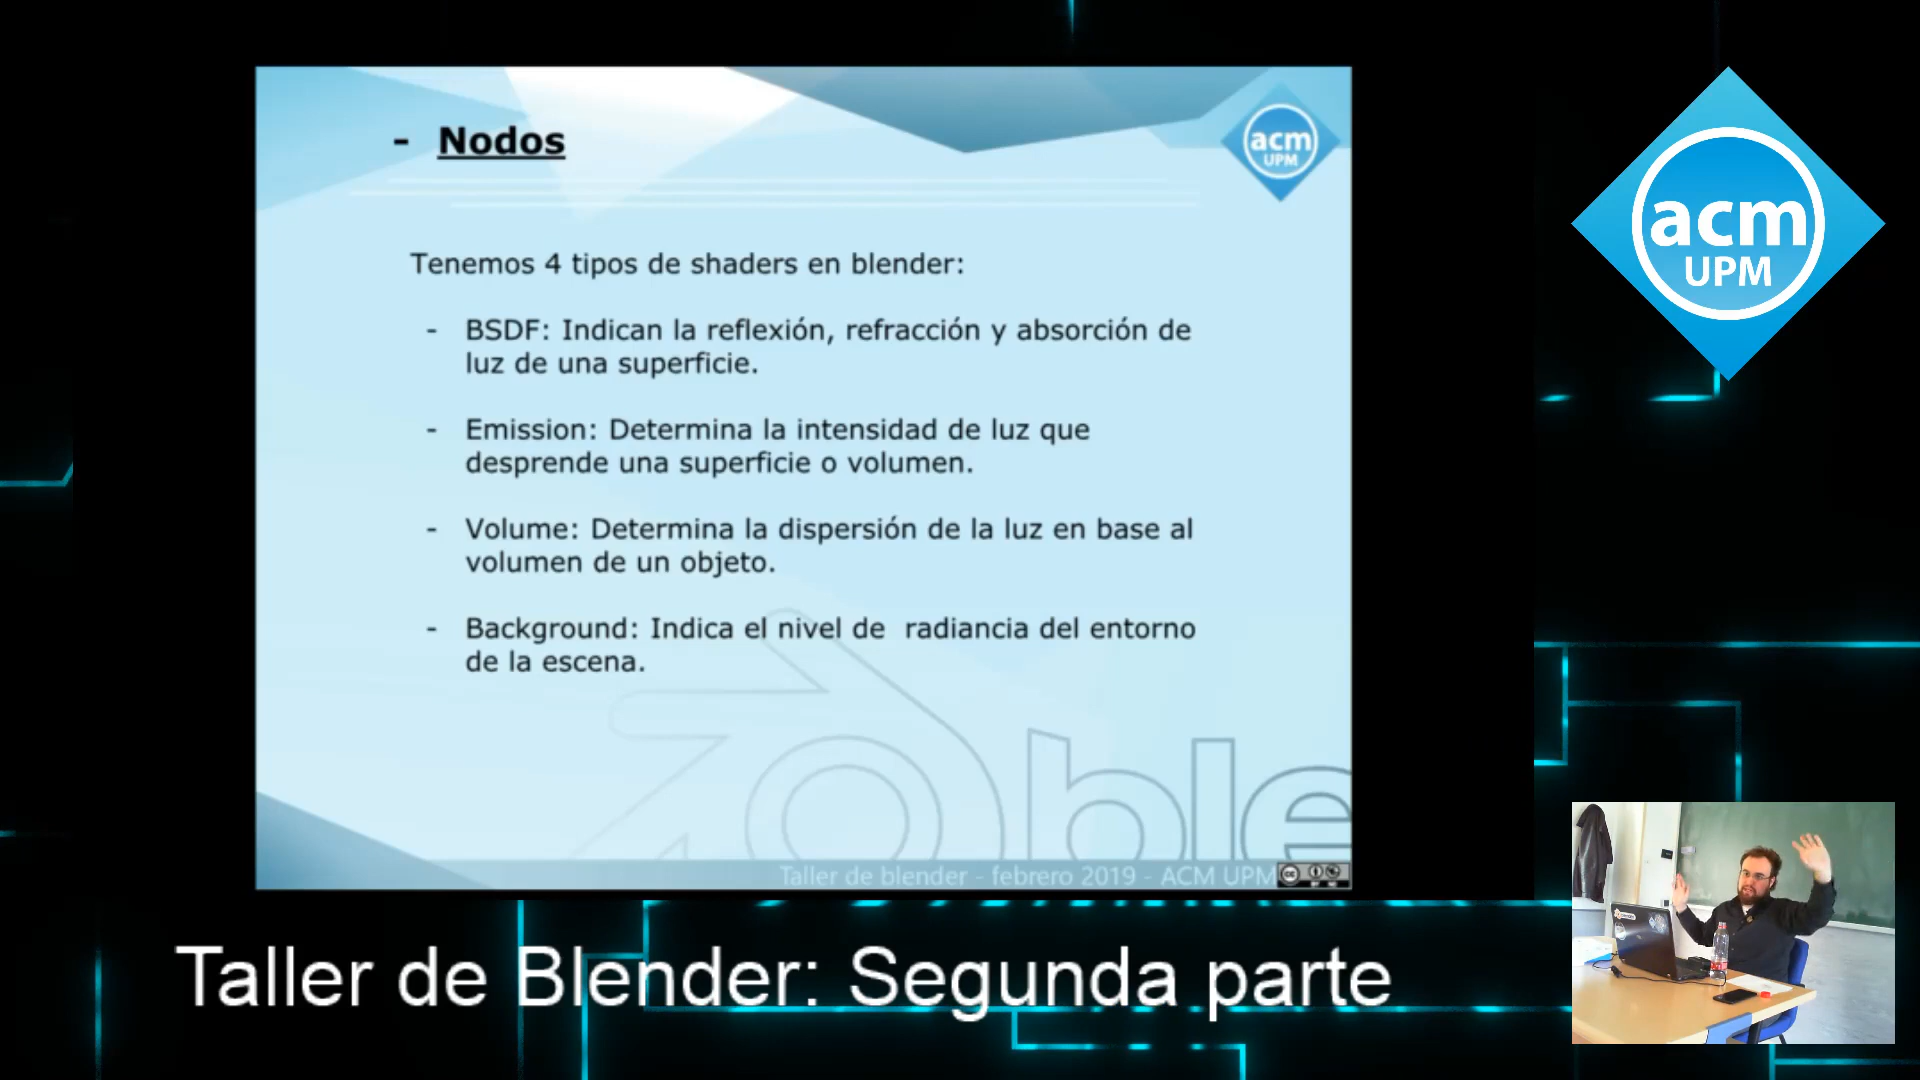 - Nodos
acm
UPM
Tenemos 4 tipos de shaders en blender:
- BSDF: Indican la reflexión, refracción y absorción de
luz de una superficie.
- Emission: Determina la intensidad de luz que
desprende una superficie o volumen.
- Volume: Determina la dispersión de la luz en base al
volumen de un objeto.
- Background: Indica el nivel de  radiancia del entorno
de la escena.
ble
Taller de blender - febrero 2019 - ACM UPM
cc
acm
UPM
Taller de Blender: Segunda parte